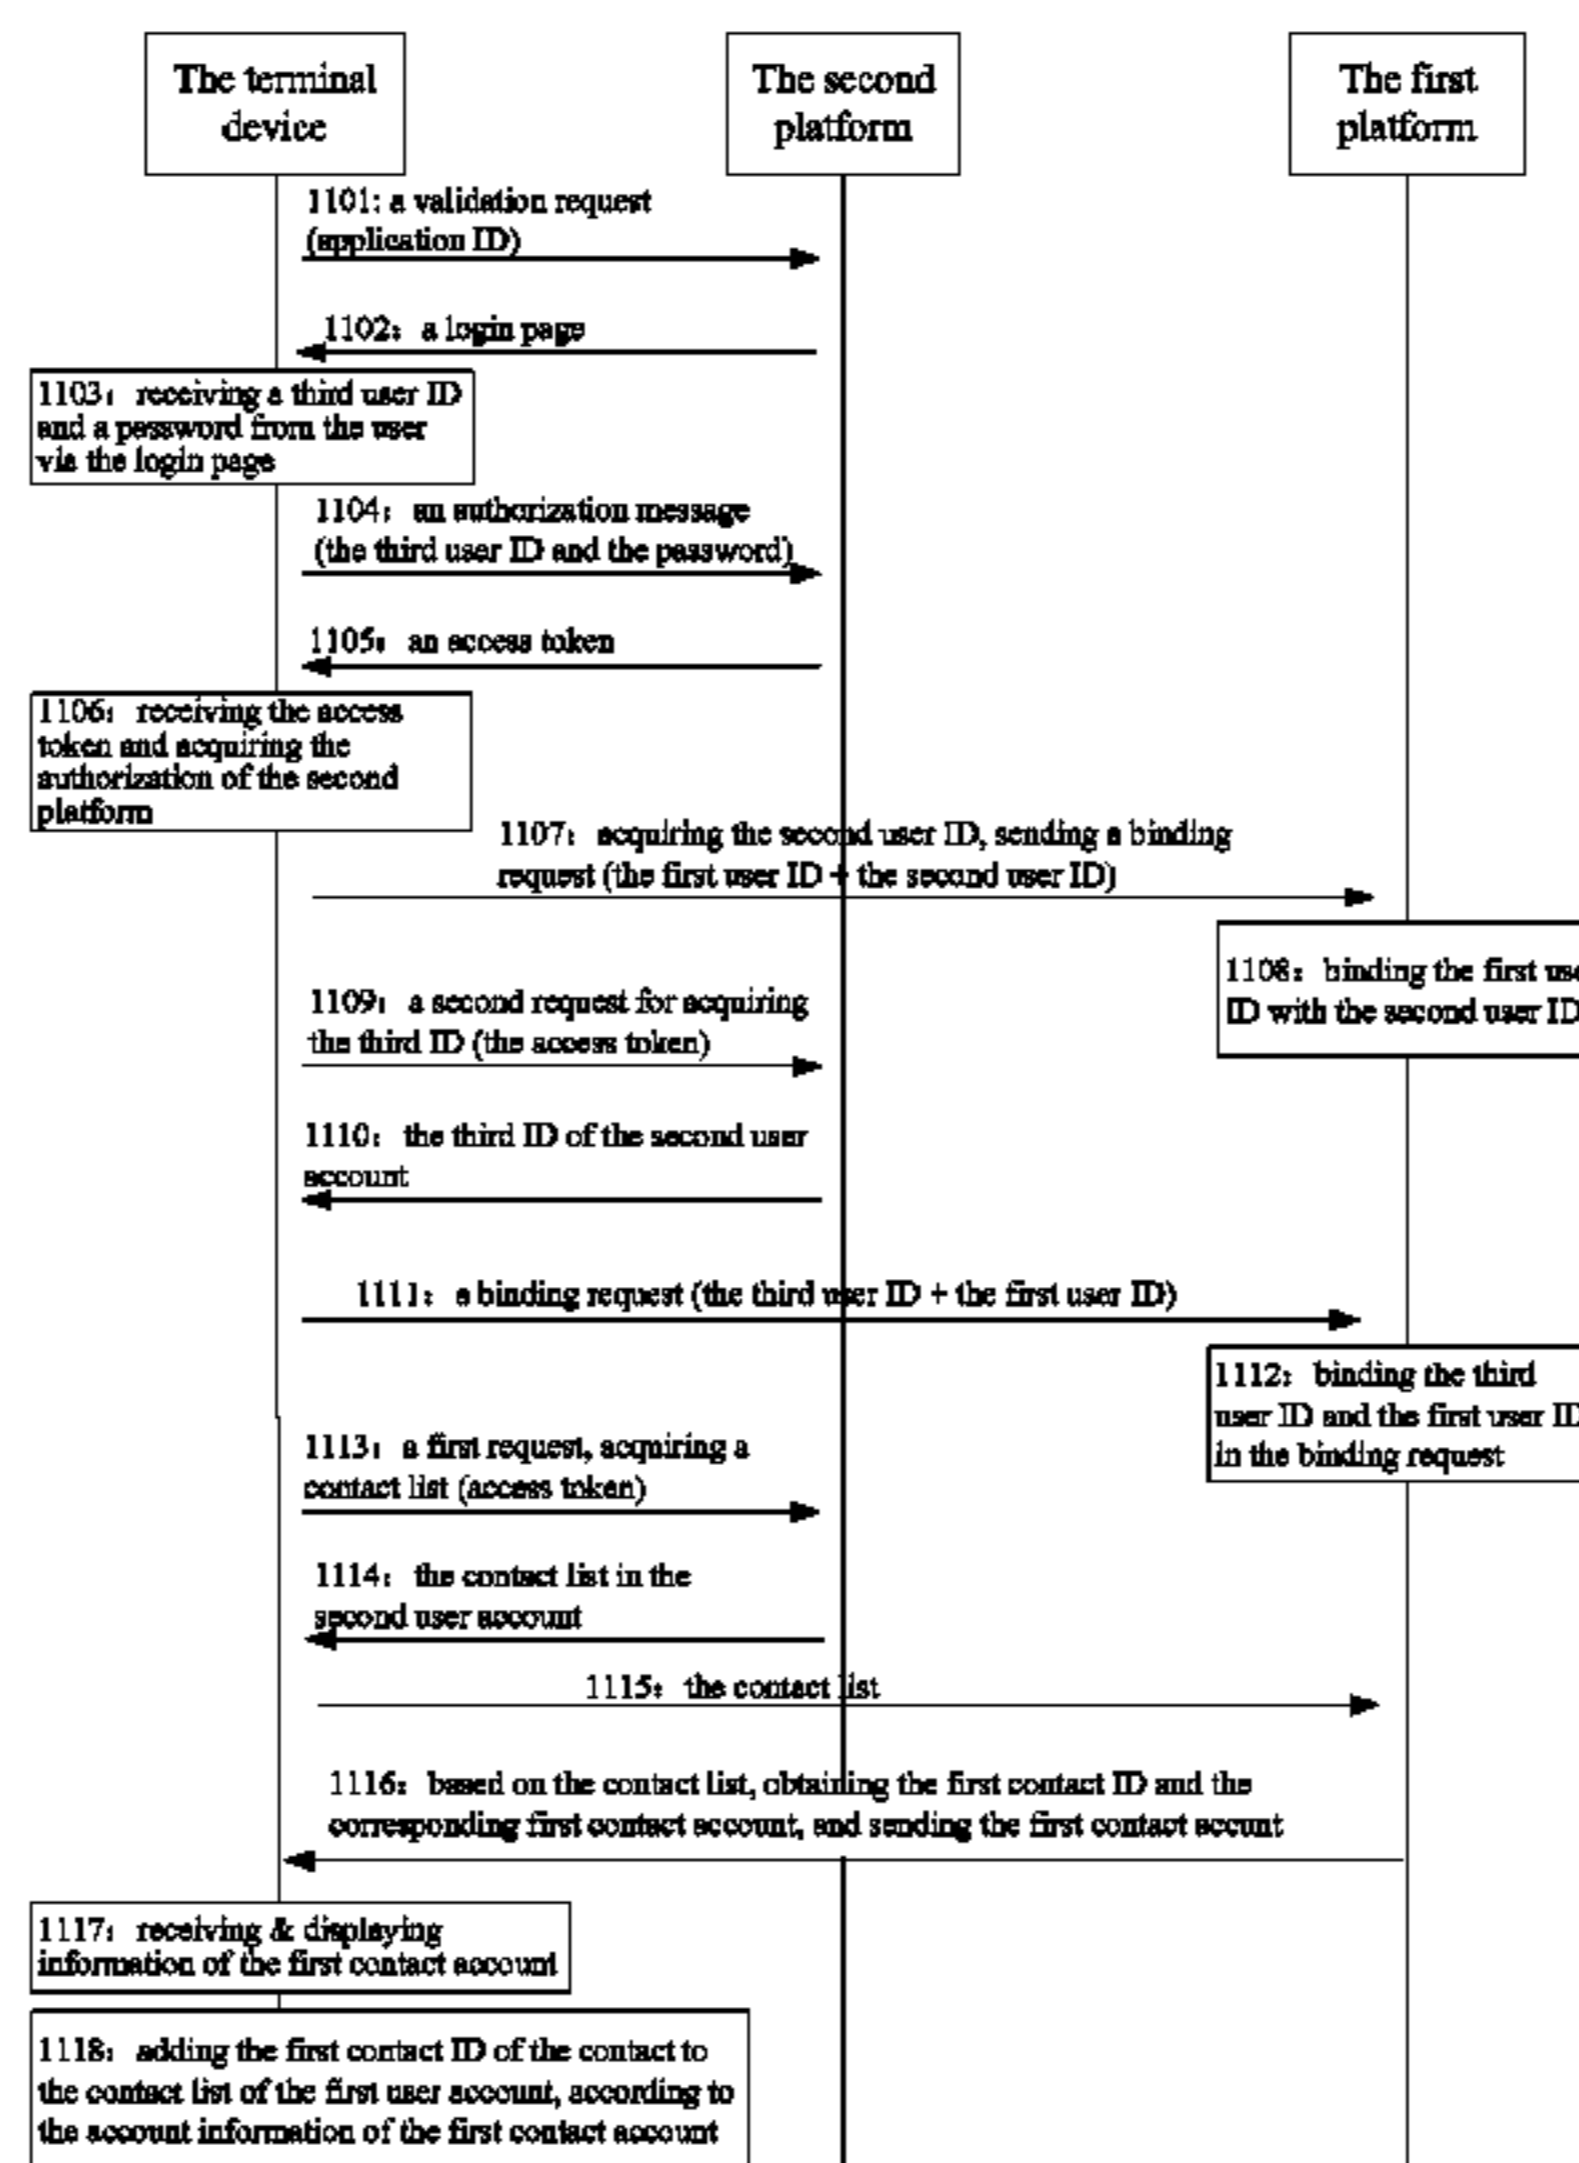 The terminal
device
The second
platform
The first
platform
1101: a validation request
(application ID)
1102: a login page
1103: receiving a third user ID
and a password from the user
via the login page
1104: an authorization message
(the third user ID and the password)
1105: an access token
1106: receiving the access
token and acquiring the
authorization of the second
platform
1107: acquiring the second user ID, sending a binding
request (the first user ID + the second user ID)
1108: binding the first use
ID with the second user ID
1109: a second request for acquiring
the third ID (the access token)
1110: the third ID of the second user
account
1111: a binding request (the third user ID + the first user ID)
1112: binding the third
user ID and the first user ID
in the binding request
1113: a first request, acquiring a
contact list (access token)
1114: the contact list in the
second user account
1115: the contact list
1116: based on the contact list, obtaining the first contact ID and the
corresponding first contact account, and sending the first contact accunt
1117: receiving & displaying
information of the first contact account
1118: adding the first contact ID of the contact to
the contact list of the first user account, according to
the account information of the first contact account